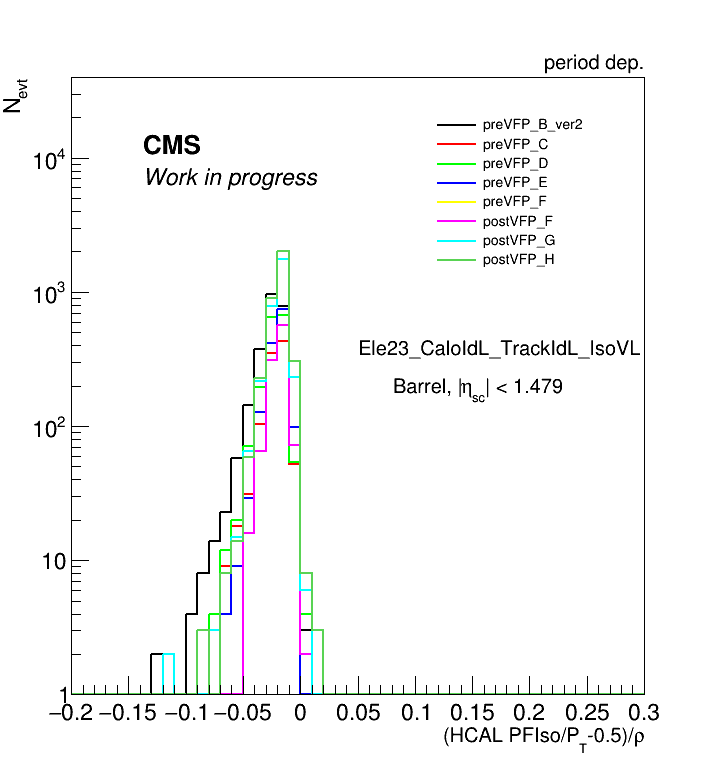 period dep.
N_evt
CMS
Work in progress
preVFP_B_ver2
preVFP_C
preVFP_D
preVFP_E
preVFP_F
postVFP_F
postVFP_G
postVFP_H
Ele23_CaloIdL_TrackIdL_IsoVL
Barrel, |η_sc| < 1.479
10^4
10^3
10^2
10
1
−0.2 −0.15 −0.1 −0.05 0 0.05 0.1 0.15 0.2 0.25 0.3
(HCAL PFIso/P_T-0.5)/ρ